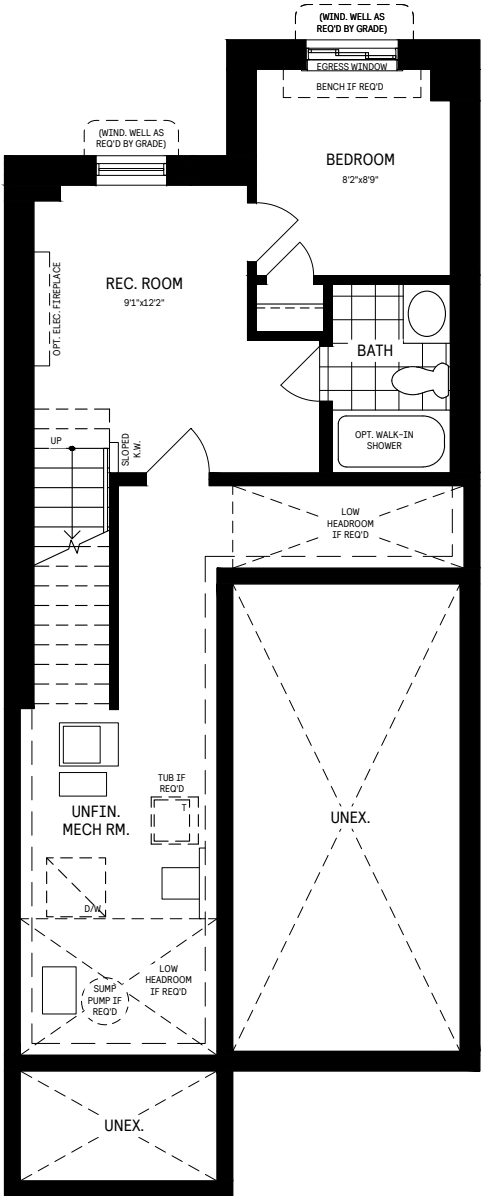 (WIND. WELL AS
REQ'D BY GRADE)
EGRESS WINDOW
BENCH IF REQ'D
(WIND. WELL AS
REQ'D BY GRADE)
BEDROOM
8'2"x8'9"
REC. ROOM
9'1"x12'2"
OPT. ELEC. FIREPLACE
BATH
UP
SLOPED
K.W.
OPT. WALK-IN
SHOWER
LOW
HEADROOM
IF REQ'D
TUB IF
REQ'D
T
UNFIN.
MECH RM.
UNEX.
D/W
LOW
HEADROOM
IF REQ'D
SUMP
PUMP IF
REQ'D
UNEX.